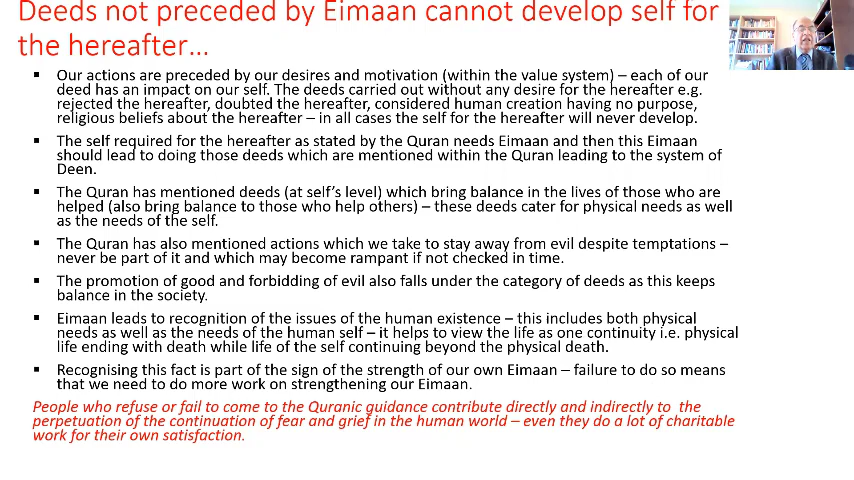 Deeds not preceded by Eimaan cannot develop self for
the hereafter…
▪ Our actions are preceded by our desires and motivation (within the value system) – each of our
deed has an impact on our self. The deeds carried out without any desire for the hereafter e.g.
rejected the hereafter, doubted the hereafter, considered human creation having no purpose,
religious beliefs about the hereafter – in all cases the self for the hereafter will never develop.
▪ The self required for the hereafter as stated by the Quran needs Eimaan and then this Eimaan
should lead to doing those deeds which are mentioned within the Quran leading to the system of
Deen.
▪ The Quran has mentioned deeds (at self's level) which bring balance in the lives of those who are
helped (also bring balance to those who help others) – these deeds cater for physical needs as well
as the needs of the self.
▪ The Quran has also mentioned actions which we take to stay away from evil despite temptations –
never be part of it and which may become rampant if not checked in time.
▪ The promotion of good and forbidding of evil also falls under the category of deeds as this keeps
balance in the society.
▪ Eimaan leads to recognition of the issues of the human existence – this includes both physical
needs as well as the needs of the human self – it helps to view the life as one continuity i.e. physical
life ending with death while life of the self continuing beyond the physical death.
▪ Recognising this fact is part of the sign of the strength of our own Eimaan – failure to do so means
that we need to do more work on strengthening our Eimaan.
People who refuse or fail to come to the Quranic guidance contribute directly and indirectly to the
perpetuation of the continuation of fear and grief in the human world – even they do a lot of charitable
work for their own satisfaction.